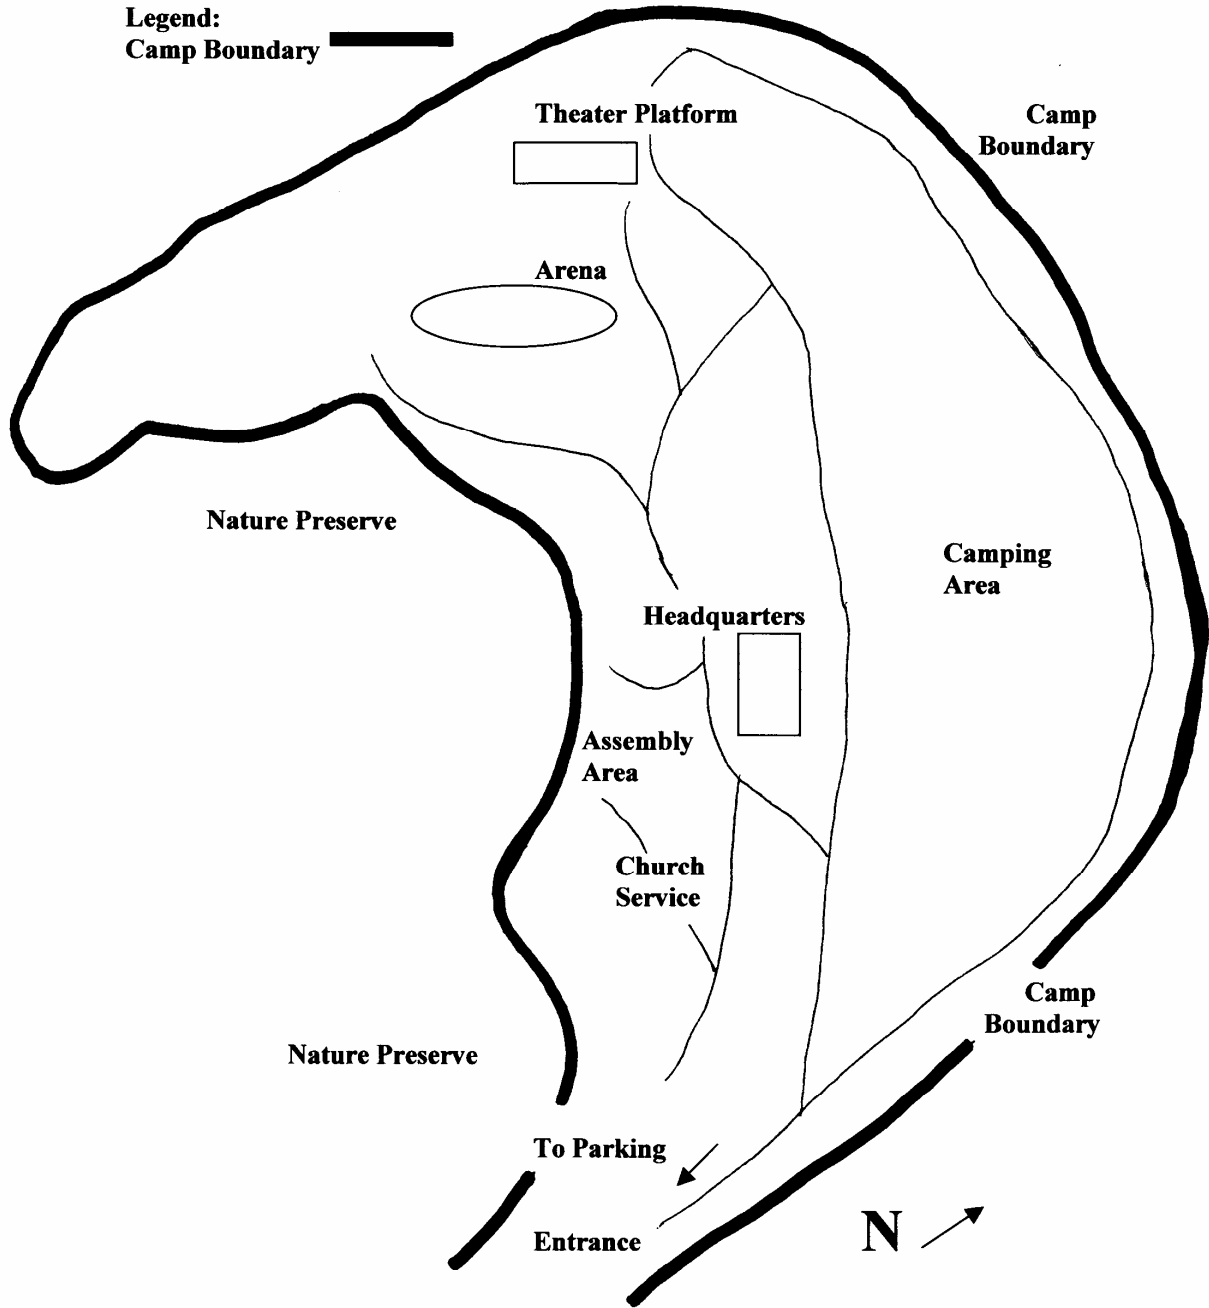 Legend:
Camp Boundary
Theater Platform
Camp
Boundary
Arena
Nature Preserve
Camping
Area
Headquarters
Assembly
Area
Church
Service
Camp
Boundary
Nature Preserve
To Parking
Entrance
N